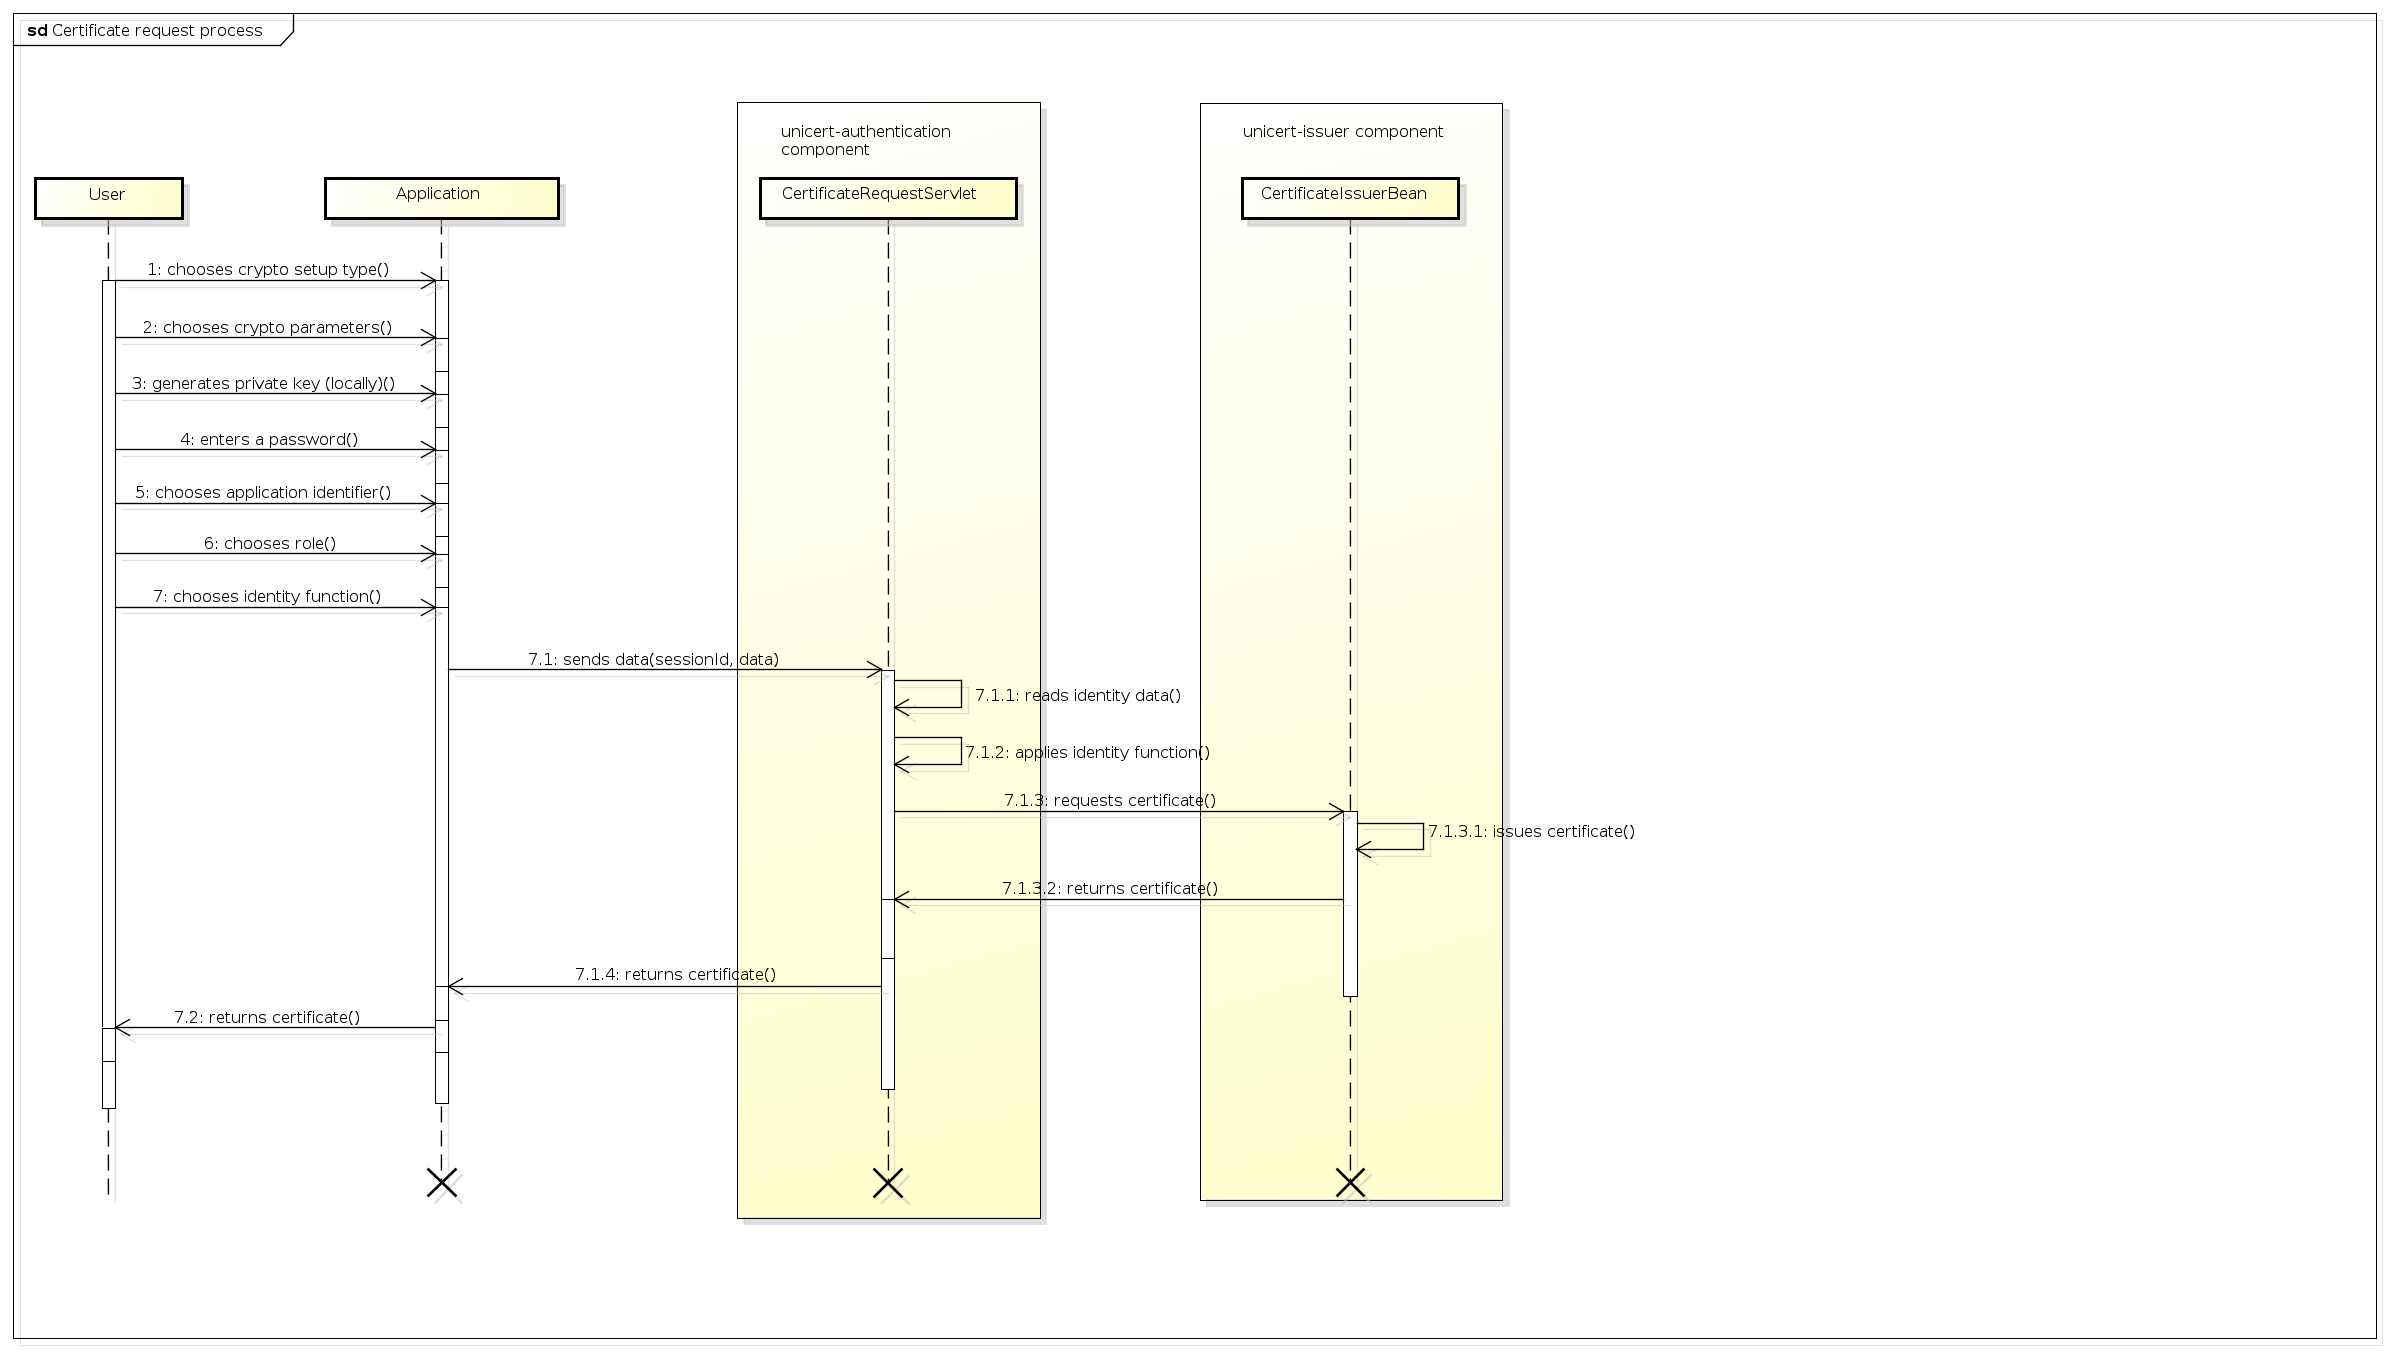 sd Certificate request process
unicert-authentication
component
unicert-issuer component
User
Application
CertificateRequestServlet
CertificateIssuerBean
1: chooses crypto setup type()
2: chooses crypto parameters()
3: generates private key (locally)()
4: enters a password()
5: chooses application identifier()
6: chooses role()
7: chooses identity function()
7.1: sends data(sessionId, data)
7.1.1: reads identity data()
7.1.2: applies identity function()
7.1.3: requests certificate()
7.1.3.1: issues certificate()
7.1.3.2: returns certificate()
7.1.4: returns certificate()
7.2: returns certificate()